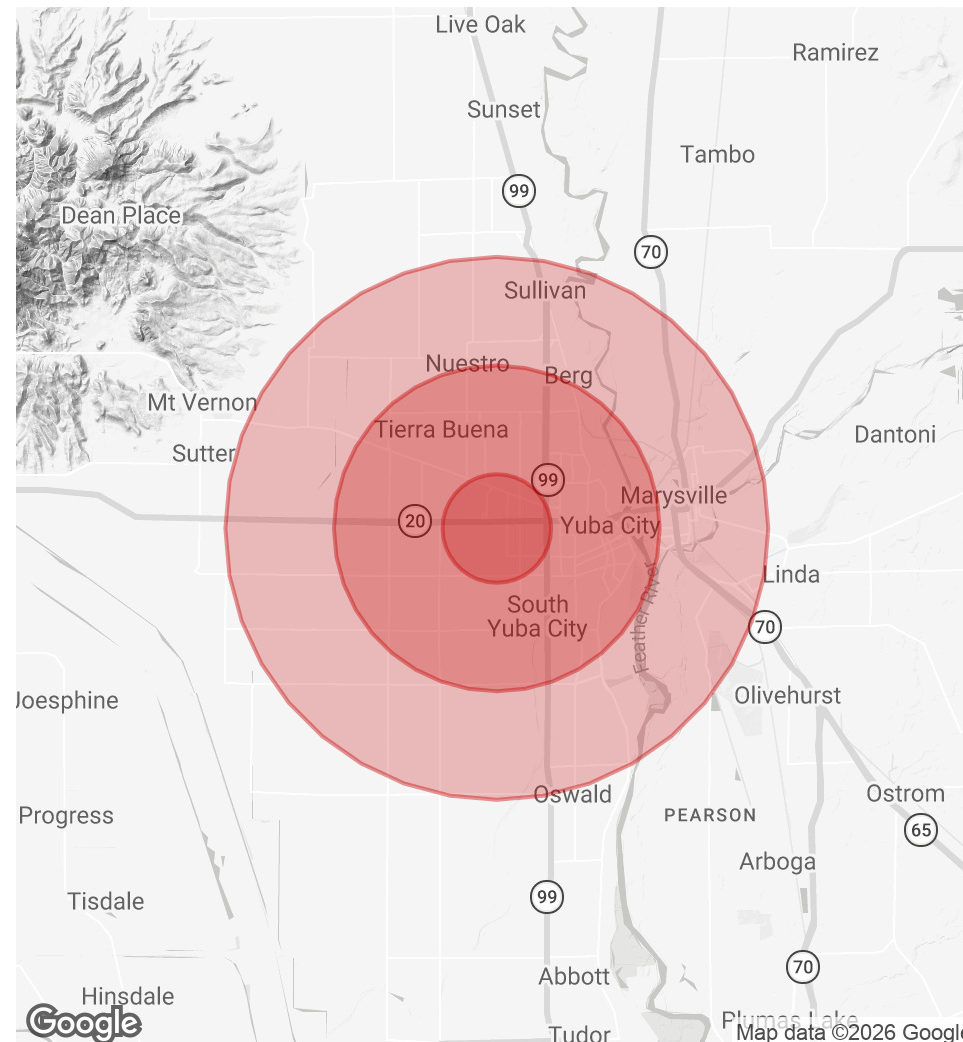 Live Oak
Ramirez
Sunset
Tambo
99
Dean Place
70
Sullivan
Nuestro
Berg
Mt Vernon
Tierra Buena
Dantoni
Sutter
99
Marysville
20
Yuba City
Linda
South
Yuba City
Feather River
70
Joesphine
Olivehurst
Oswald
Ostrom
Progress
PEARSON
65
Arboga
99
Tisdale
70
Abbott
Hinsdale
Google
Plumas Lake
Tudor
Map data ©2026 Google